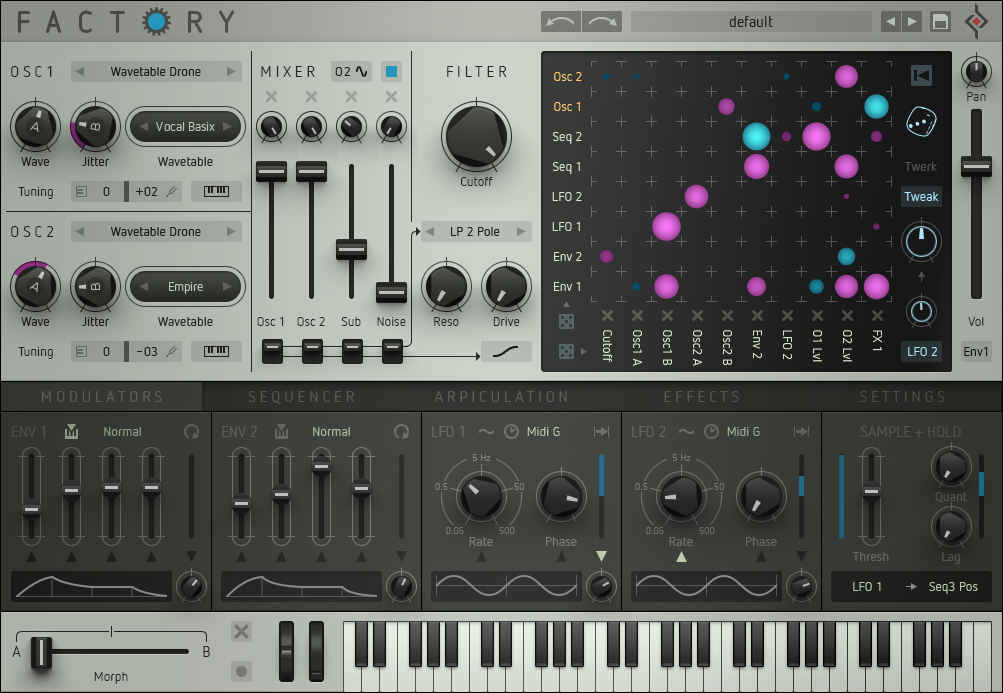 FACTORY
default
OSC1
Wavetable Drone
A
B
Vocal Basix
Wave
Jitter
Wavetable
Tuning
0
+02
OSC2
Wavetable Drone
A
B
Empire
Wave
Jitter
Wavetable
Tuning
0
-03
MIXER
02
Osc 1
Osc 2
Sub
Noise
FILTER
Cutoff
LP 2 Pole
Reso
Drive
Osc 2
Osc 1
Seq 2
Seq 1
LFO 2
LFO 1
Env 2
Env 1
Cutoff
Osc1 A
Osc1 B
Osc2 A
Osc2 B
Env 2
LFO 2
O1 Lvl
O2 Lvl
FX 1
Twerk
Tweak
LFO 2
Pan
Vol
Env1
MODULATORS
SEQUENCER
ARPICULATION
EFFECTS
SETTINGS
ENV 1
Normal
ENV 2
Normal
LFO 1
Midi G
5 Hz
0.5
50
0.05
500
Rate
Phase
LFO 2
Midi G
5 Hz
0.5
50
0.05
500
Rate
Phase
SAMPLE + HOLD
Thresh
Quant
Lag
LFO 1
Seq3 Pos
A
B
Morph